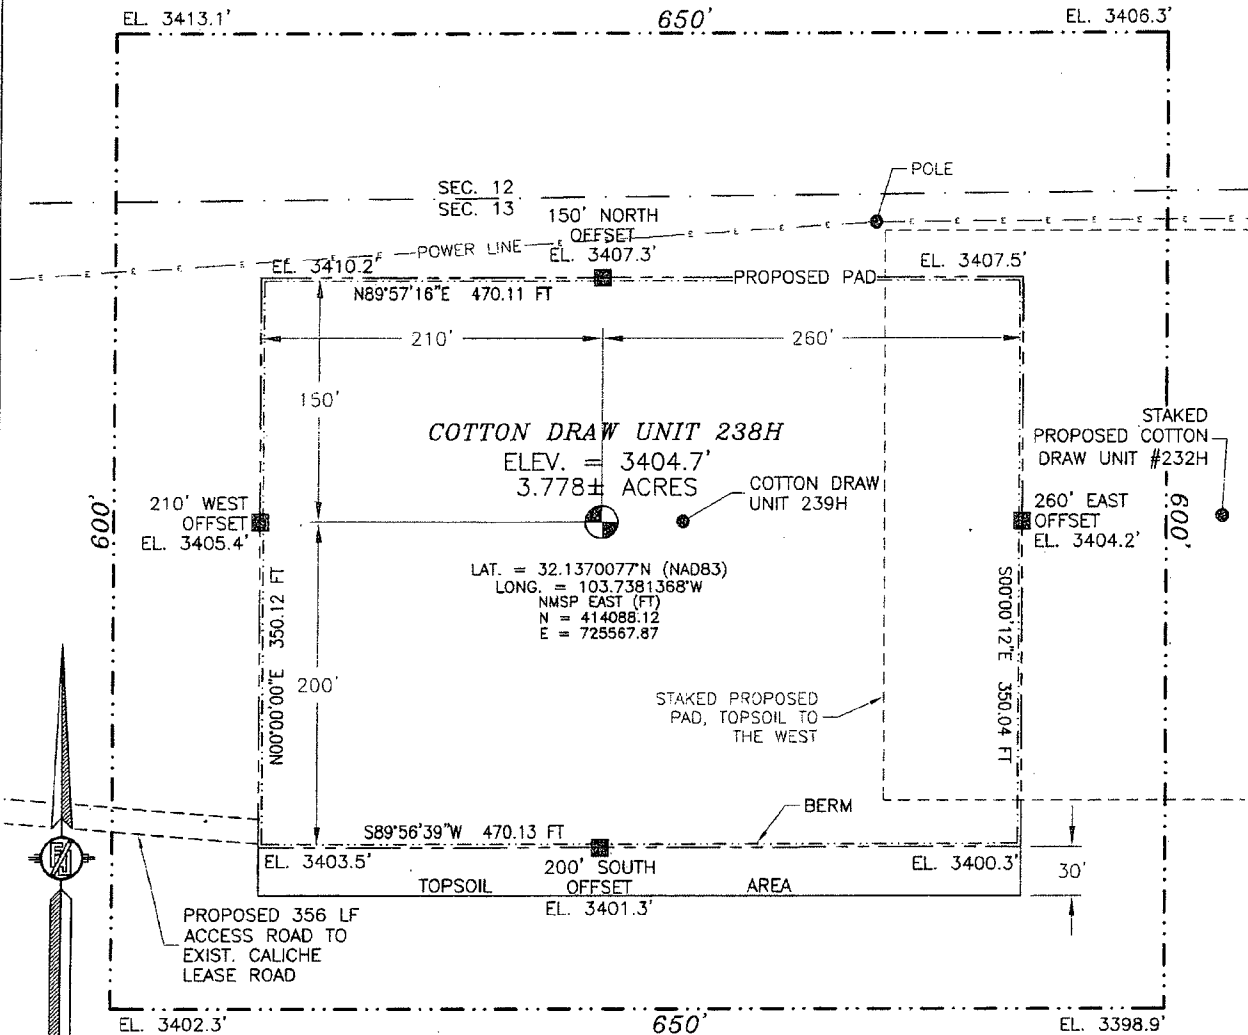 EL. 3413.1'
650'
EL. 3406.3'
POLE
SEC. 12
SEC. 13
150' NORTH
OFFSET
EL. 3407.3'
POWER LINE
EL. 3410.2'
EL. 3407.5'
PROPOSED PAD
N89°57'16"E 470.11 FT
210'
260'
150'
COTTON DRAW UNIT 238H
ELEV. = 3404.7'
3.778± ACRES
STAKED
PROPOSED COTTON
DRAW UNIT #232H
COTTON DRAW
UNIT 239H
210' WEST
OFFSET
EL. 3405.4'
260' EAST
OFFSET
EL. 3404.2'
600'
600'
LAT. = 32.1370077°N (NAD83)
LONG. = 103.7381368°W
NMSP EAST (FT)
N = 414088.12
E = 725567.87
N00°00'00"E 350.12 FT
S00°00'12"E 350.04 FT
200'
STAKED PROPOSED
PAD, TOPSOIL TO
THE WEST
BERM
S89°56'39"W 470.13 FT
EL. 3403.5'
200' SOUTH
OFFSET
EL. 3401.3'
EL. 3400.3'
30'
TOPSOIL AREA
PROPOSED 356 LF
ACCESS ROAD TO
EXIST. CALICHE
LEASE ROAD
EL. 3402.3'
650'
EL. 3398.9'